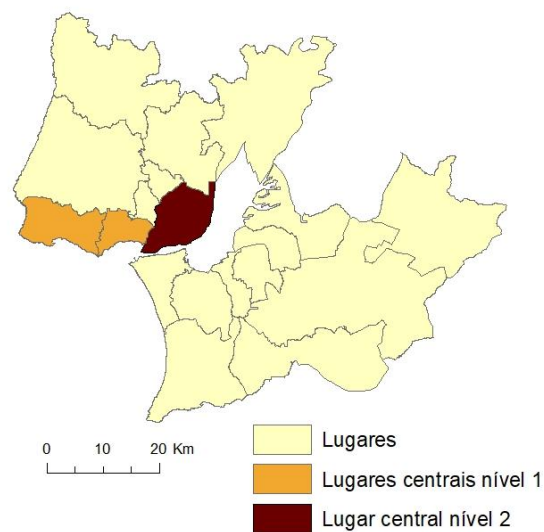 0 10 20 Km
Lugares
Lugares centrais nível 1
Lugar central nível 2